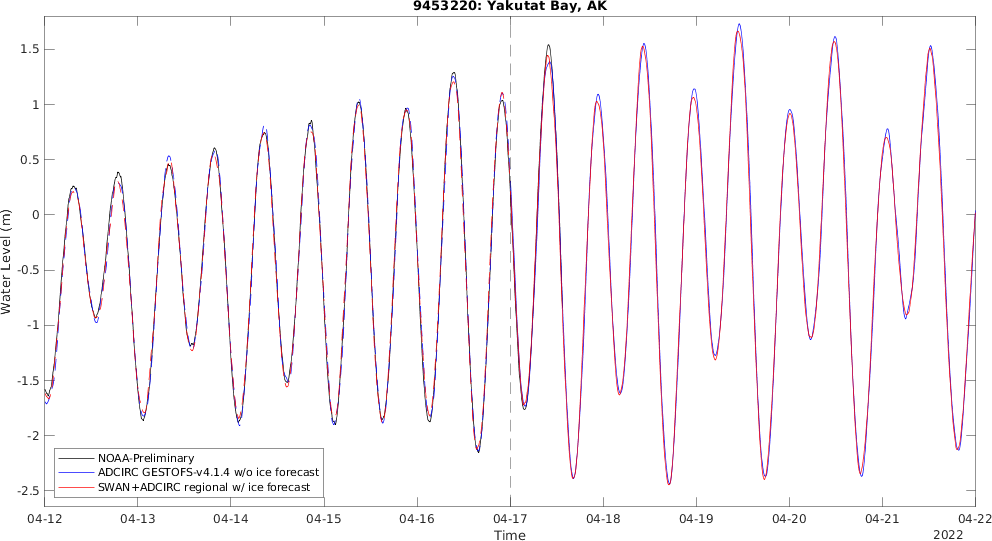 9453220: Yakutat Bay, AK
Water Level (m)
1.5
1
0.5
0
-0.5
-1
-1.5
-2
-2.5
NOAA-Preliminary
ADCIRC GESTOFS-v4.1.4 w/o ice forecast
SWAN+ADCIRC regional w/ ice forecast
04-12 04-13 04-14 04-15 04-16 04-17 04-18 04-19 04-20 04-21 04-22
Time
2022